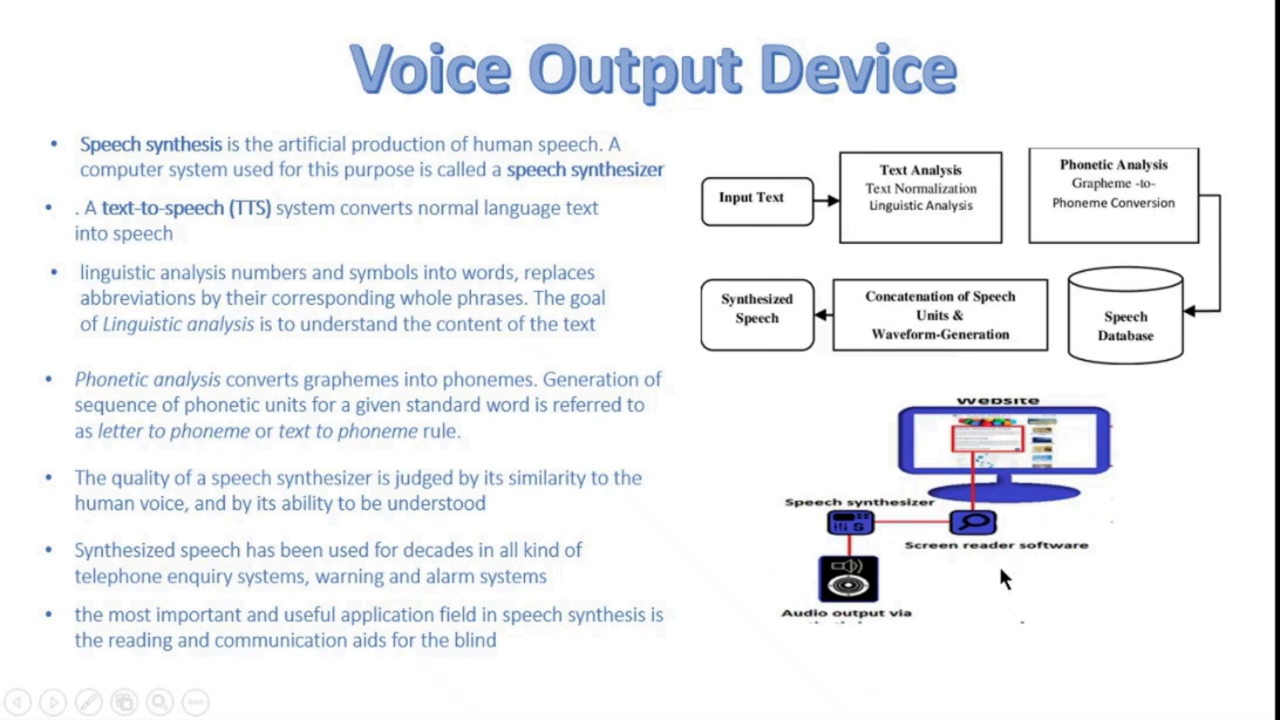 Voice Output Device
• Speech synthesis is the artificial production of human speech. A
computer system used for this purpose is called a speech synthesizer
• . A text-to-speech (TTS) system converts normal language text
into speech
• linguistic analysis numbers and symbols into words, replaces
abbreviations by their corresponding whole phrases. The goal
of Linguistic analysis is to understand the content of the text
• Phonetic analysis converts graphemes into phonemes. Generation of
sequence of phonetic units for a given standard word is referred to
as letter to phoneme or text to phoneme rule.
• The quality of a speech synthesizer is judged by its similarity to the
human voice, and by its ability to be understood
• Synthesized speech has been used for decades in all kind of
telephone enquiry systems, warning and alarm systems
• the most important and useful application field in speech synthesis is
the reading and communication aids for the blind
Input Text
Text Analysis
Text Normalization
Linguistic Analysis
Phonetic Analysis
Grapheme -to-
Phoneme Conversion
Speech
Database
Concatenation of Speech
Units &
Waveform-Generation
Synthesized
Speech
Website
Speech synthesizer
Screen reader software
Audio output via